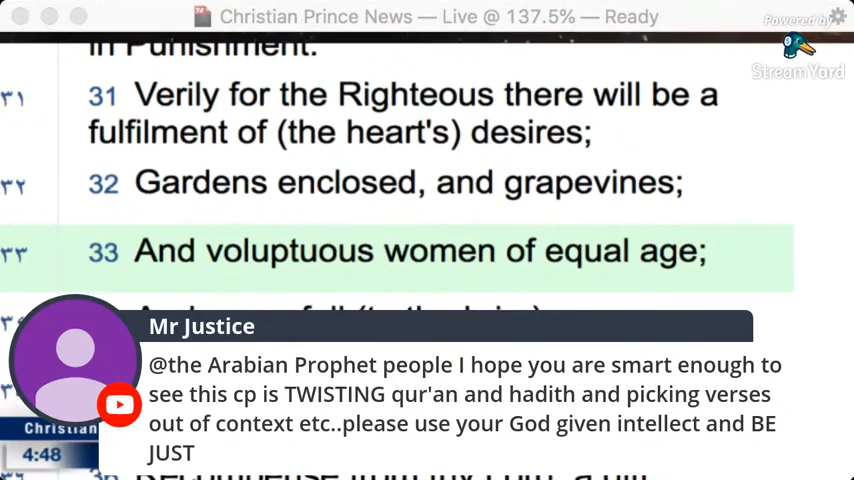 Christian Prince News — Live @ 137.5% — Ready
Powered by
StreamYard
in Punishment.
٣١ 31 Verily for the Righteous there will be a
fulfilment of (the heart's) desires;
٣٢ 32 Gardens enclosed, and grapevines;
٣٣ 33 And voluptuous women of equal age;
Mr Justice
@the Arabian Prophet people I hope you are smart enough to
see this cp is TWISTING qur'an and hadith and picking verses
out of context etc..please use your God given intellect and BE
JUST
Christian
4:48